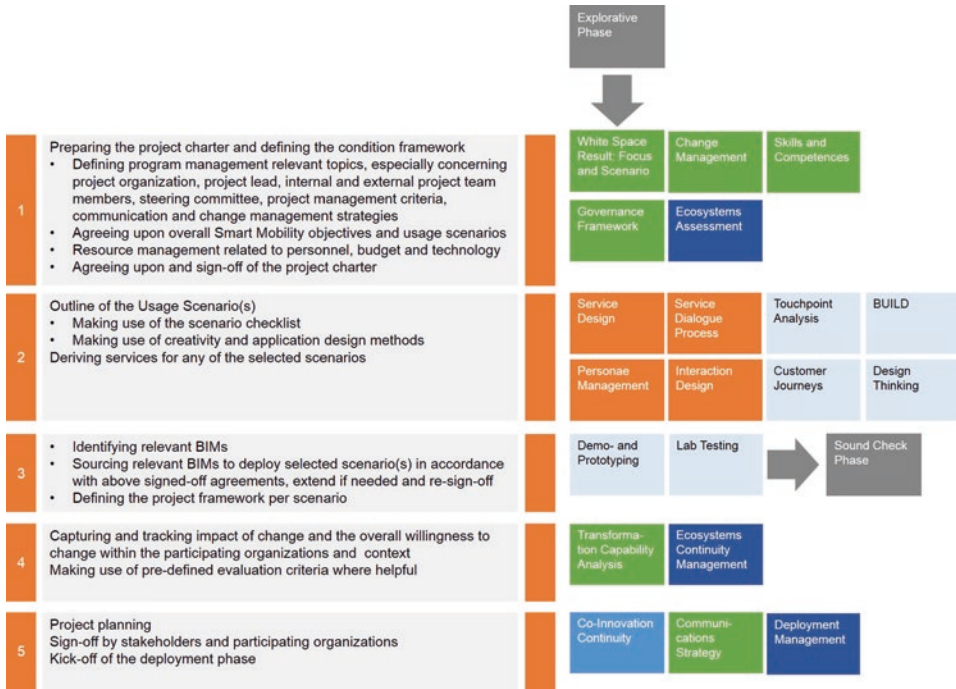 Explorative
Phase
1
Preparing the project charter and defining the condition framework
• Defining program management relevant topics, especially concerning
project organization, project lead, internal and external project team
members, steering committee, project management criteria,
communication and change management strategies
• Agreeing upon overall Smart Mobility objectives and usage scenarios
• Resource management related to personnel, budget and technology
• Agreeing upon and sign-off of the project charter
White Space
Result: Focus
and Scenario
Change
Management
Skills and
Competences
Governance
Framework
Ecosystems
Assessment
2
Outline of the Usage Scenario(s)
• Making use of the scenario checklist
• Making use of creativity and application design methods
Deriving services for any of the selected scenarios
Service
Design
Service
Dialogue
Process
Touchpoint
Analysis
BUILD
Personae
Management
Interaction
Design
Customer
Journeys
Design
Thinking
3
• Identifying relevant BIMs
• Sourcing relevant BIMs to deploy selected scenario(s) in accordance
with above signed-off agreements, extend if needed and re-sign-off
• Defining the project framework per scenario
Demo- and
Prototyping
Lab Testing
Sound Check
Phase
4
Capturing and tracking impact of change and the overall willingness to
change within the participating organizations and context
Making use of pre-defined evaluation criteria where helpful
Transforma-
tion Capability
Analysis
Ecosystems
Continuity
Management
5
Project planning
Sign-off by stakeholders and participating organizations
Kick-off of the deployment phase
Co-Innovation
Continuity
Communi-
cations
Strategy
Deployment
Management